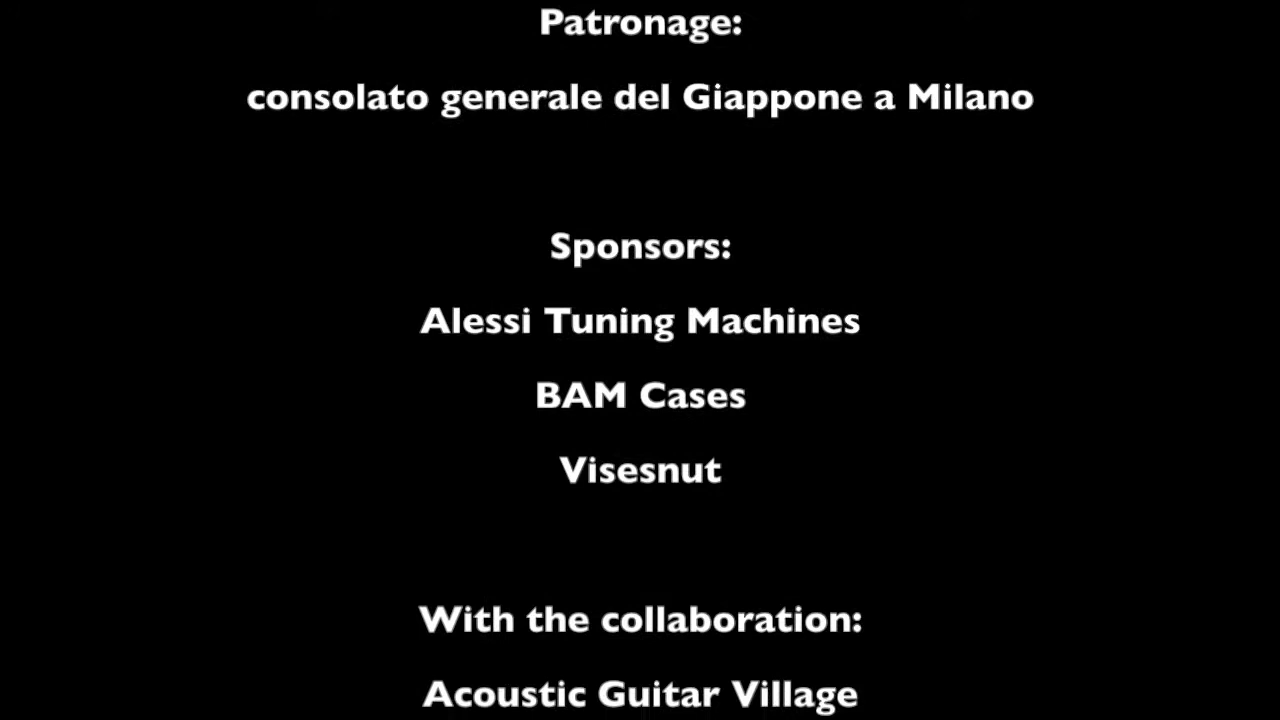 Patronage:
consolato generale del Giappone a Milano
Sponsors:
Alessi Tuning Machines
BAM Cases
Visesnut
With the collaboration:
Acoustic Guitar Village